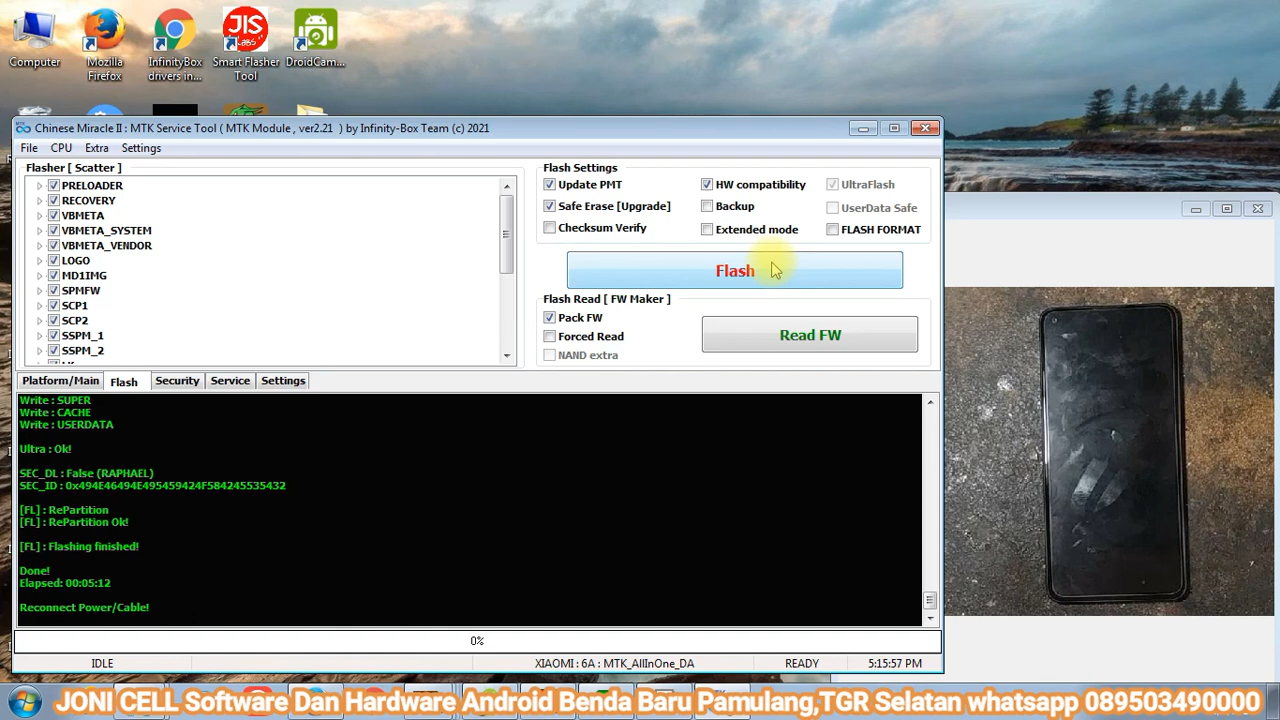 Computer
Mozilla
Firefox
InfinityBox
drivers in...
JIS
Labs
Smart Flasher
Tool
DroidCam...
Chinese Miracle II : MTK Service Tool ( MTK Module , ver2.21 ) by Infinity-Box Team (c) 2021
File CPU Extra Settings
Flasher [ Scatter ]
PRELOADER
RECOVERY
VBMETA
VBMETA_SYSTEM
VBMETA_VENDOR
LOGO
MD1IMG
SPMFW
SCP1
SCP2
SSPM_1
SSPM_2
Flash Settings
Update PMT HW compatibility UltraFlash
Safe Erase [Upgrade] Backup UserData Safe
Checksum Verify Extended mode FLASH FORMAT
Flash
Flash Read [ FW Maker ]
Pack FW
Forced Read
NAND extra
Read FW
Platform/Main Flash Security Service Settings
Write : SUPER
Write : CACHE
Write : USERDATA
Ultra : Ok!
SEC_DL : False (RAPHAEL)
SEC_ID : 0x494E46494E495459424F584245535432
[FL] : RePartition
[FL] : RePartition Ok!
[FL] : Flashing finished!
Done!
Elapsed: 00:05:12
Reconnect Power/Cable!
0%
IDLE XIAOMI : 6A : MTK_AllInOne_DA READY 5:15:57 PM
JONI CELL Software Dan Hardware Android Benda Baru Pamulang,TGR Selatan whatsapp 089503490000